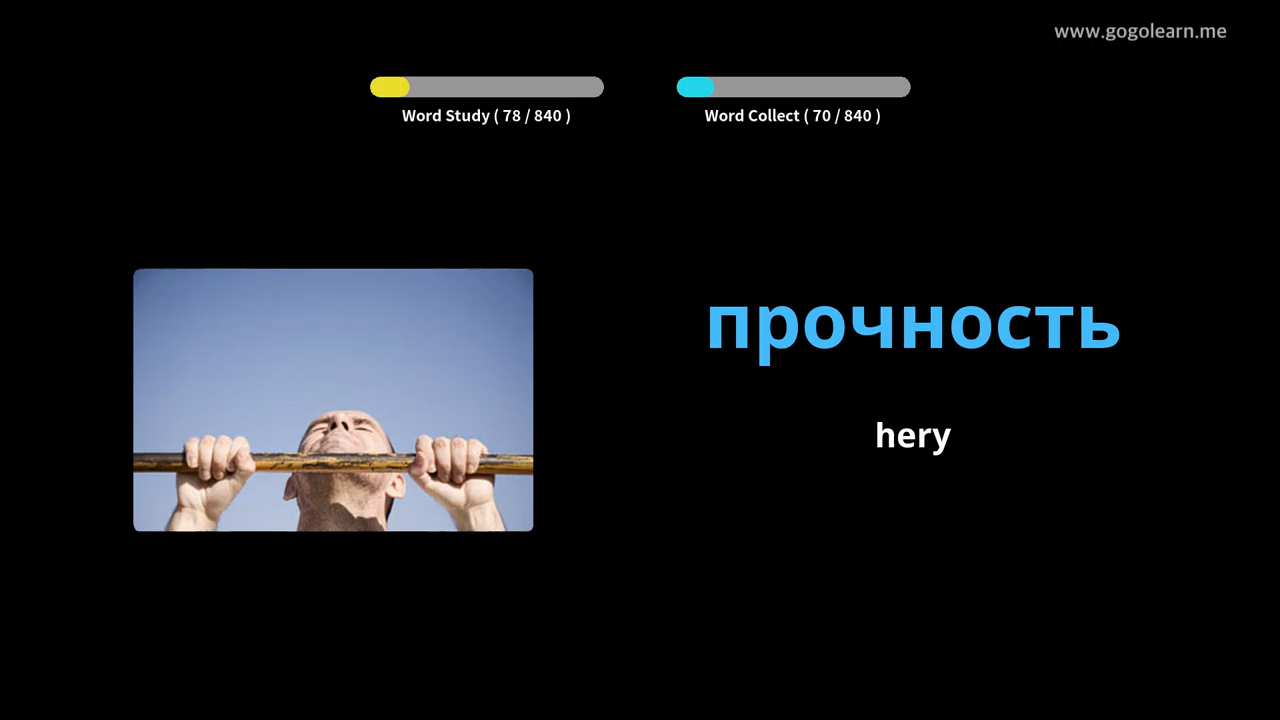 www.gogolearn.me
Word Study ( 78 / 840 )
Word Collect ( 70 / 840 )
прочность
hery